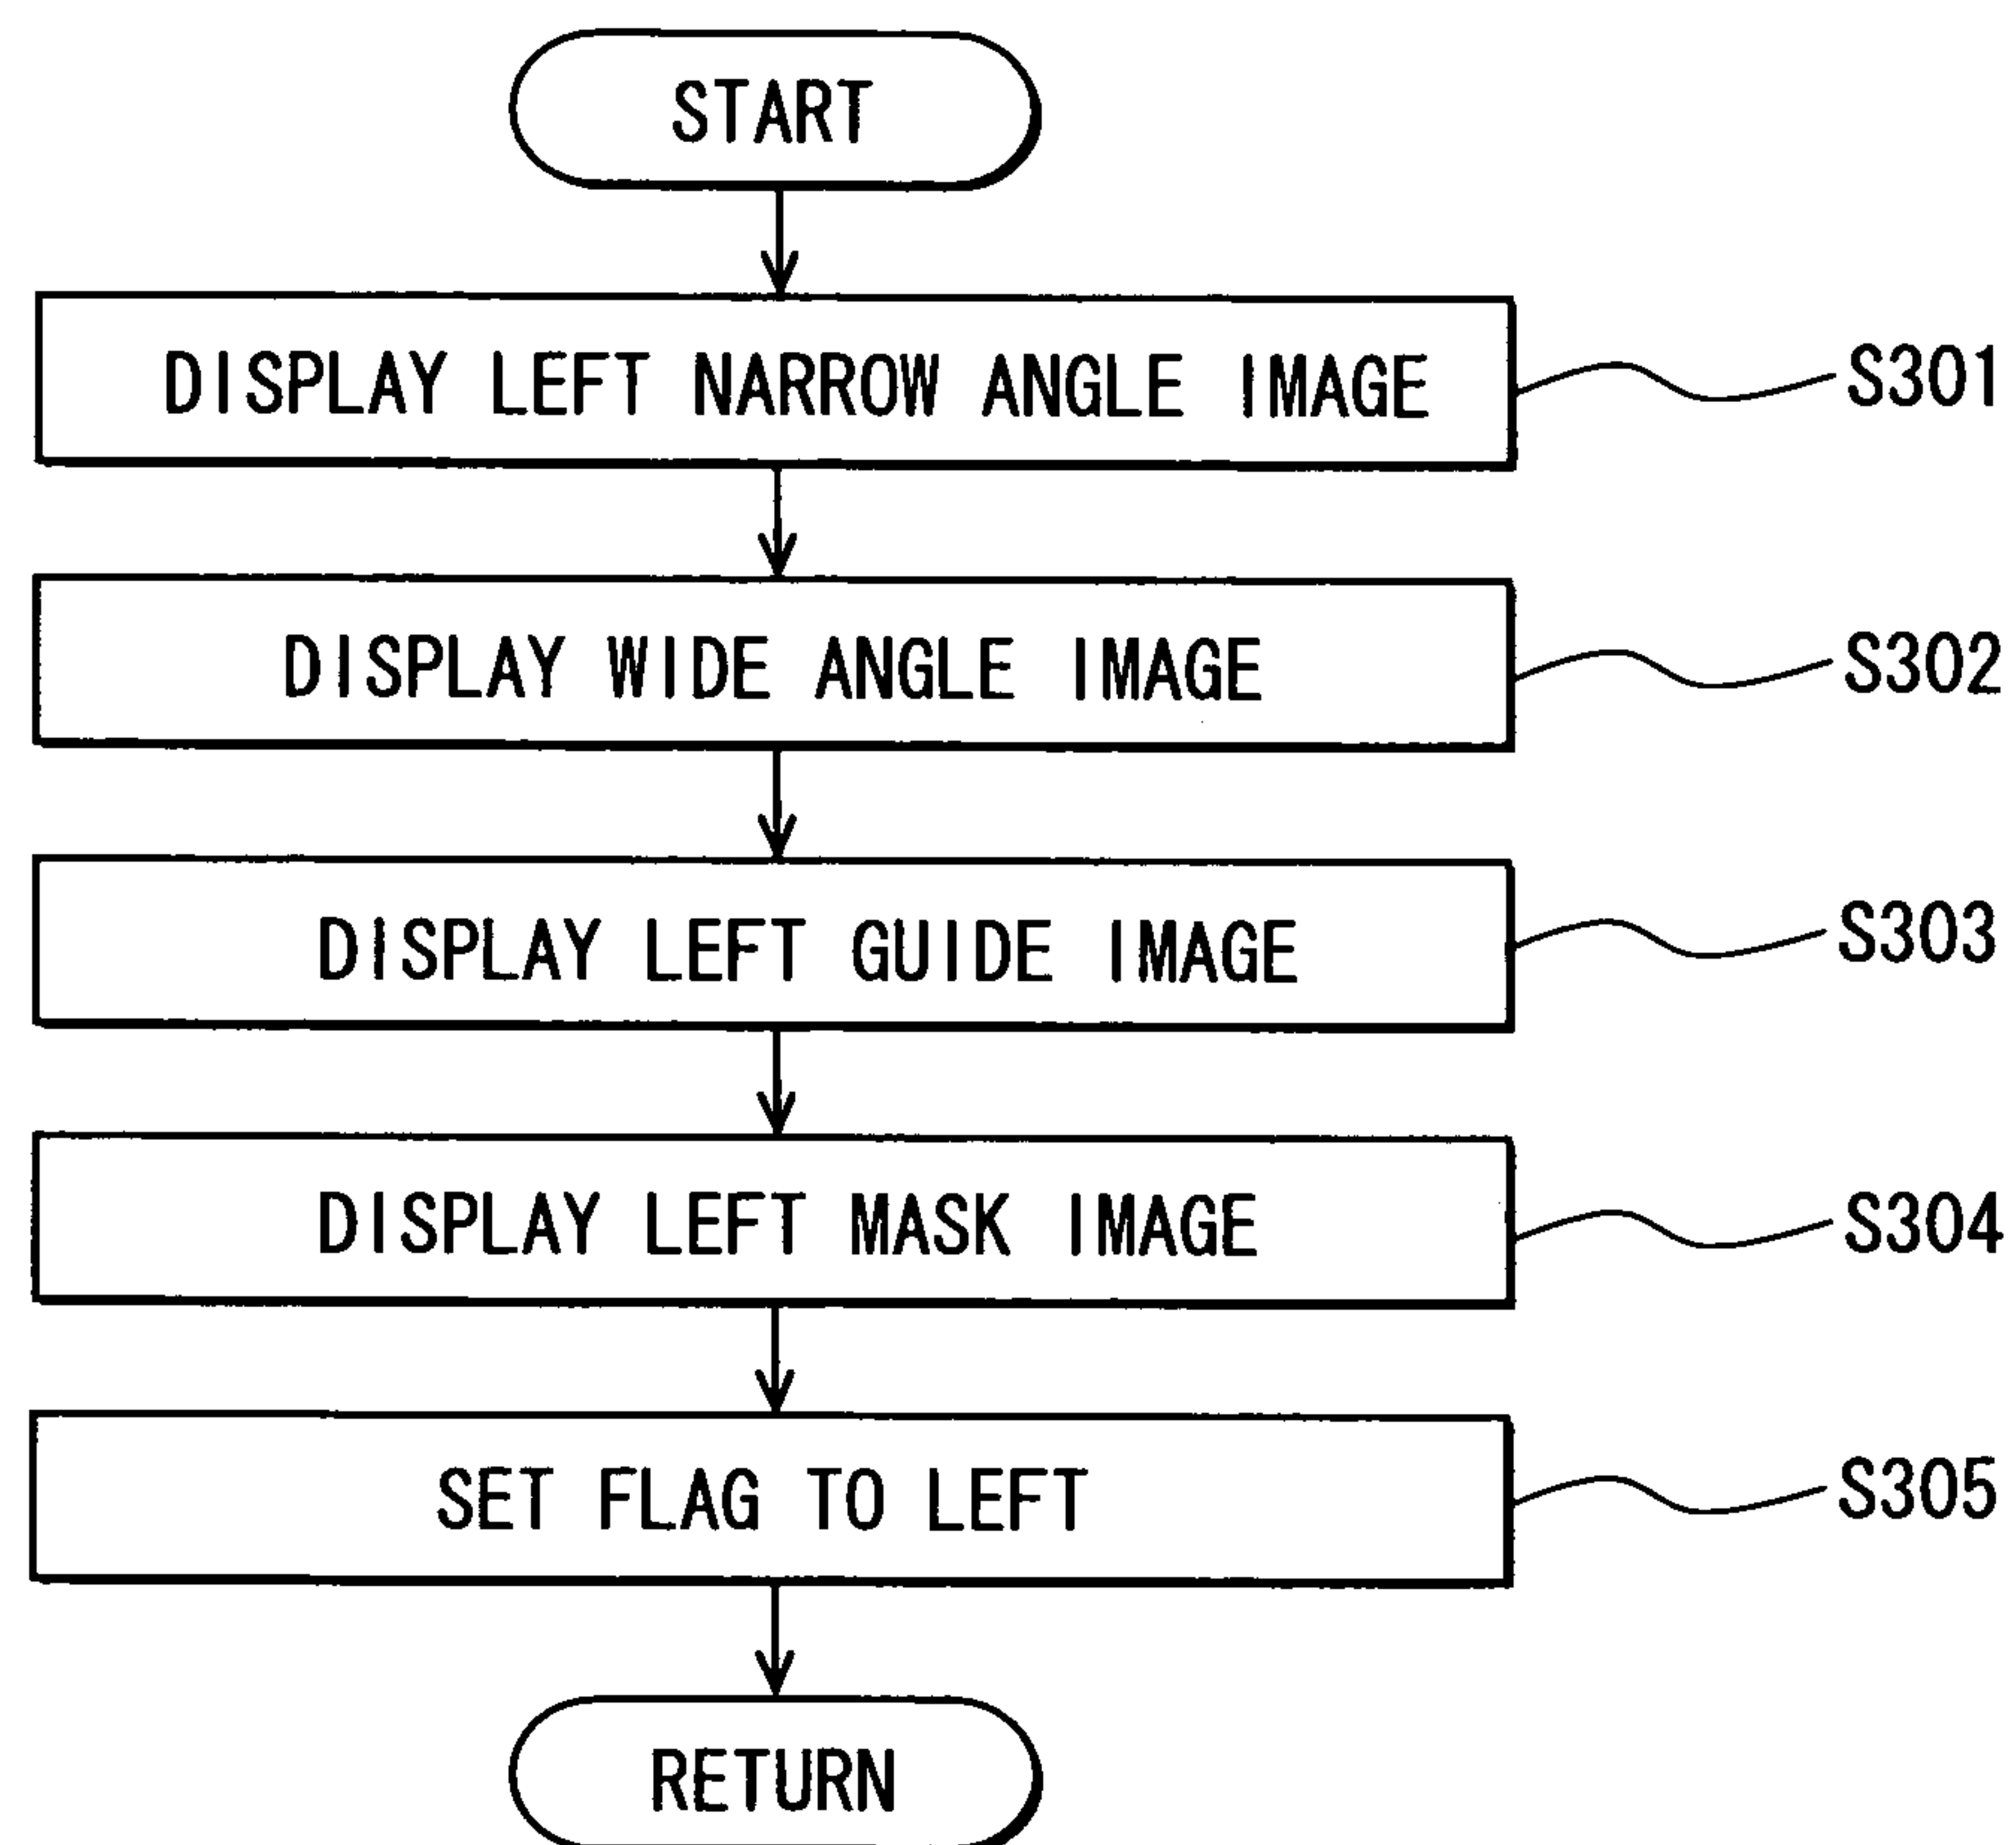 START
DISPLAY LEFT NARROW ANGLE IMAGE
S301
DISPLAY WIDE ANGLE IMAGE
S302
DISPLAY LEFT GUIDE IMAGE
S303
DISPLAY LEFT MASK IMAGE
S304
SET FLAG TO LEFT
S305
RETURN